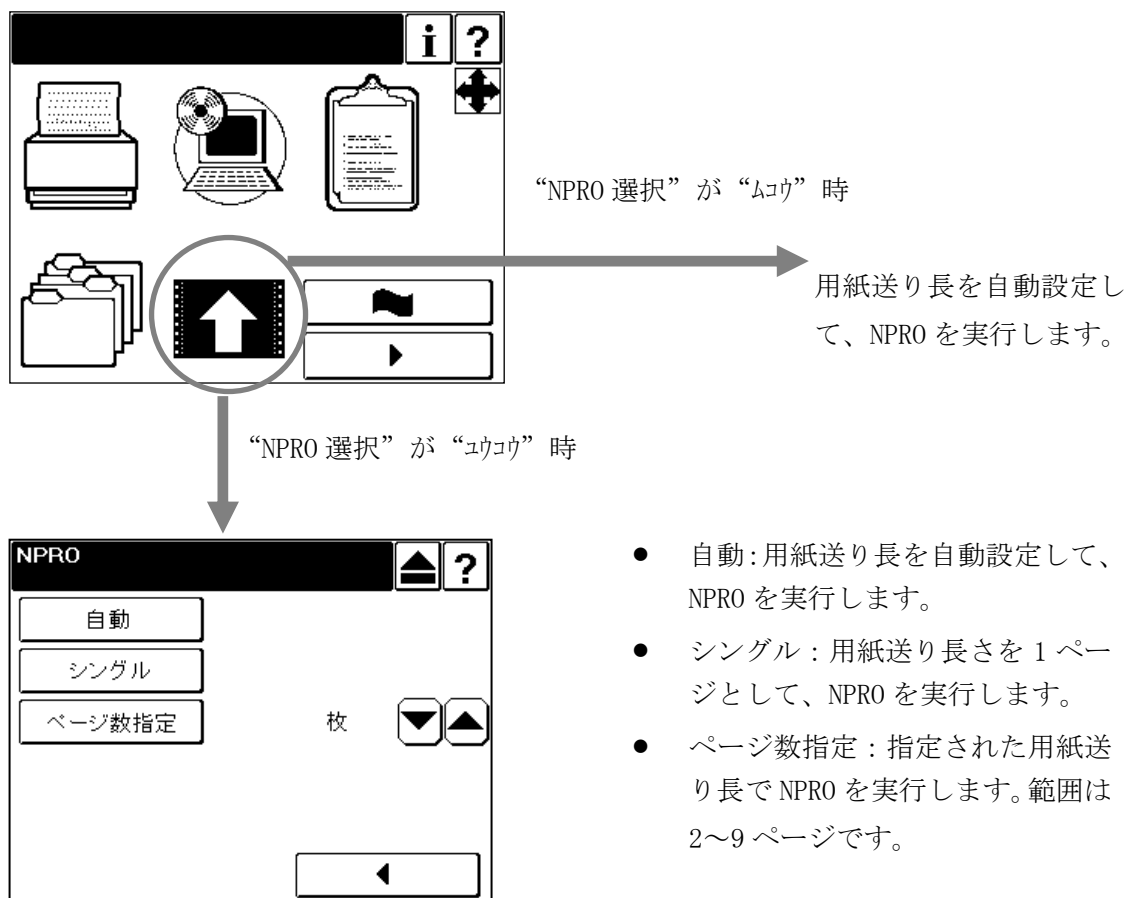 i ?
“NPRO 選択” が “ﾑｺｳ” 時
用紙送り長を自動設定し
て、NPRO を実行します。
“NPRO 選択” が “ﾕｳｺｳ” 時
NPRO ?
自動
シングル
ページ数指定 枚
● 自動：用紙送り長を自動設定して、
NPRO を実行します。
● シングル：用紙送り長さを 1 ペー
ジとして、NPRO を実行します。
● ページ数指定：指定された用紙送
り長で NPRO を実行します。範囲は
2～9 ページです。